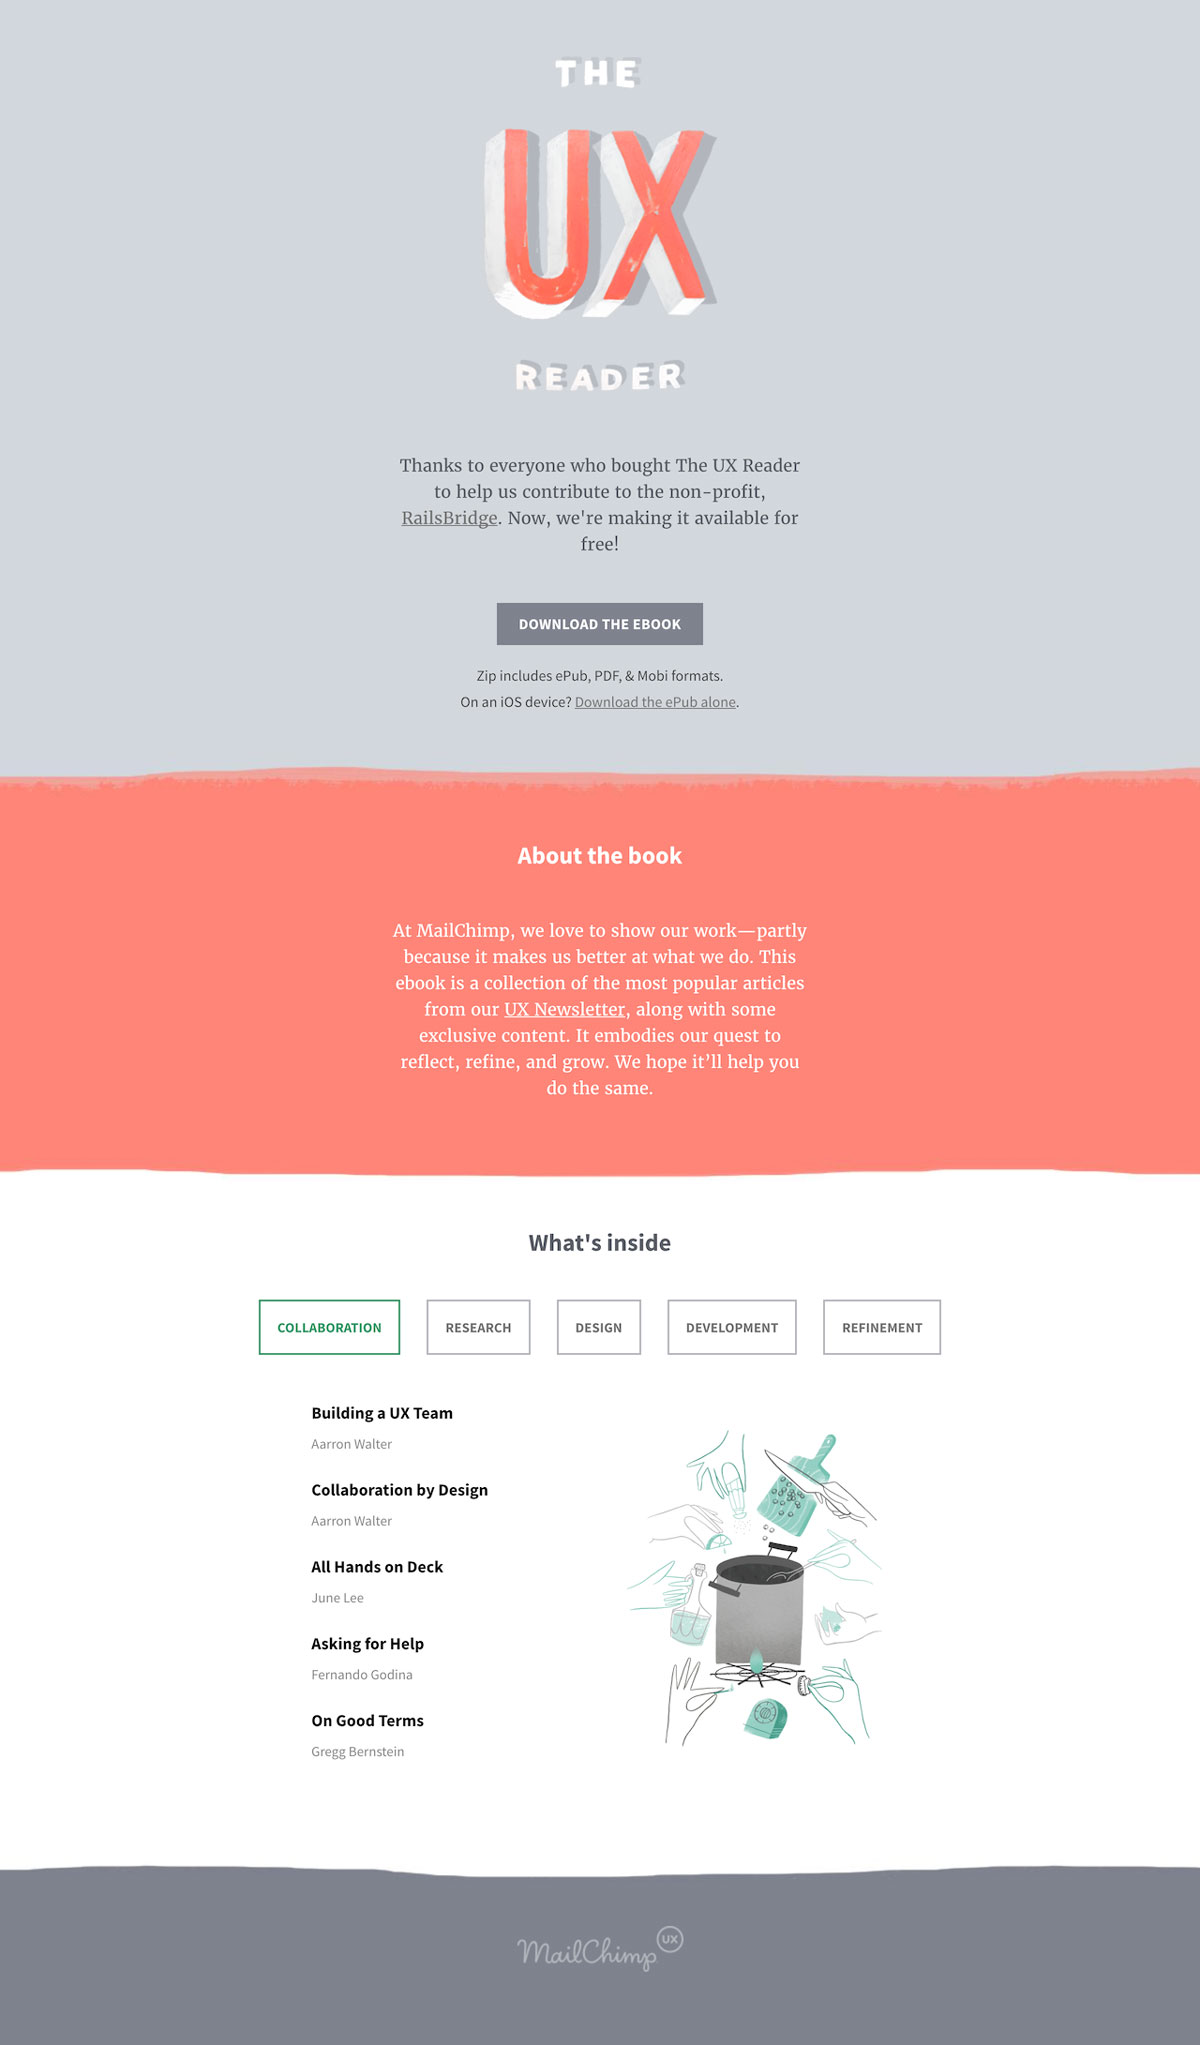 THE
UX
READER
Thanks to everyone who bought The UX Reader
to help us contribute to the non-profit,
RailsBridge. Now, we're making it available for
free!
DOWNLOAD THE EBOOK
Zip includes ePub, PDF, & Mobi formats.
On an iOS device? Download the ePub alone.
About the book
At MailChimp, we love to show our work—partly
because it makes us better at what we do. This
ebook is a collection of the most popular articles
from our UX Newsletter, along with some
exclusive content. It embodies our quest to
reflect, refine, and grow. We hope it’ll help you
do the same.
What's inside
COLLABORATION RESEARCH DESIGN DEVELOPMENT REFINEMENT
Building a UX Team
Aarron Walter
Collaboration by Design
Aarron Walter
All Hands on Deck
June Lee
Asking for Help
Fernando Godina
On Good Terms
Gregg Bernstein
MailChimp UX